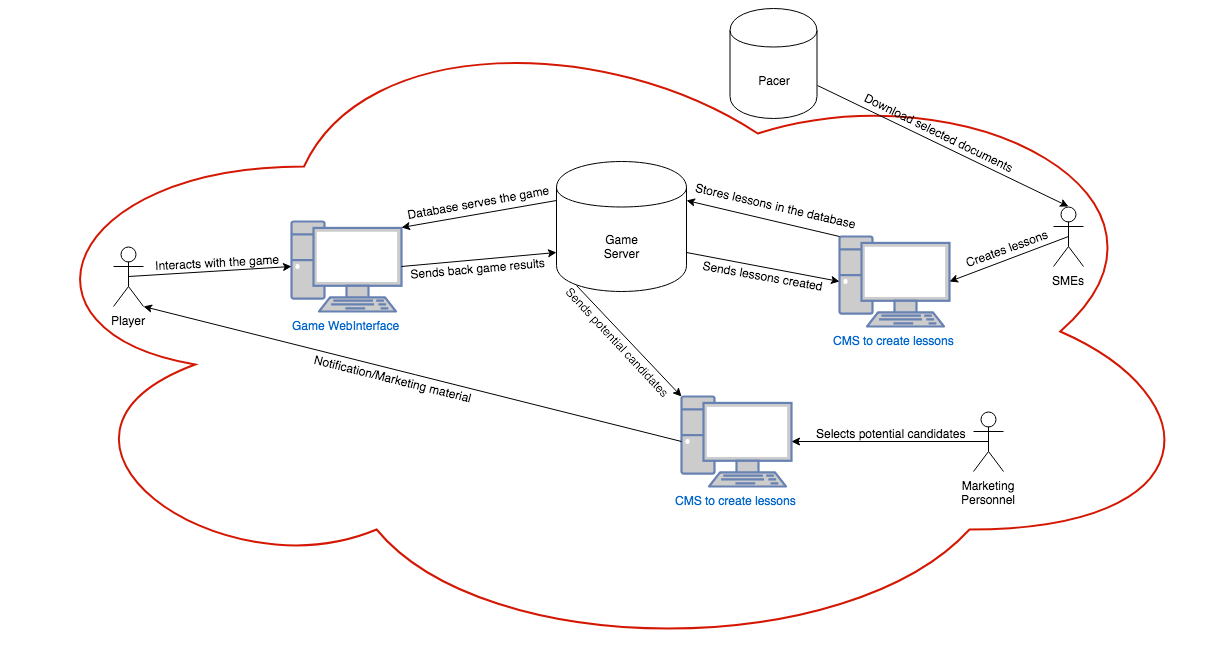 Pacer
Download selected documents
Database serves the game
Stores lessons in the database
Game
Server
Interacts with the game
Sends back game results
Sends lessons created
Creates lessons
SMEs
Player
Game WebInterface
CMS to create lessons
Sends potential candidates
Notification/Marketing material
Selects potential candidates
Marketing
Personnel
CMS to create lessons